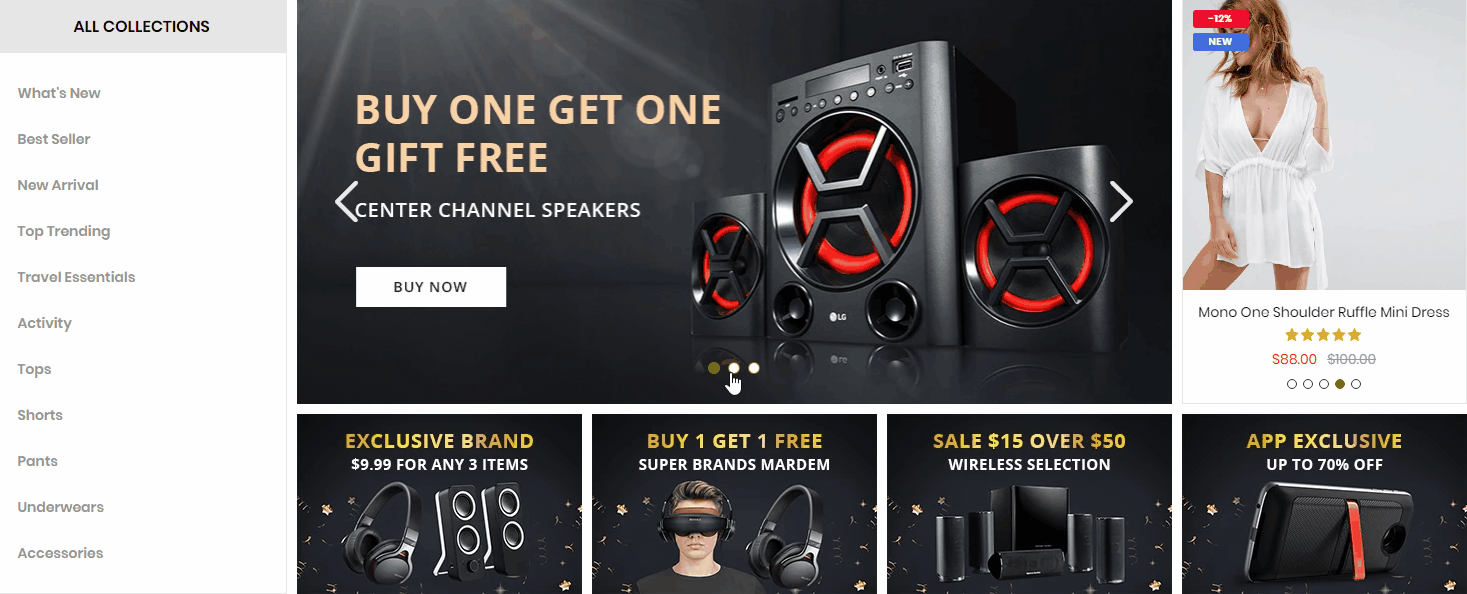 ALL COLLECTIONS
What's New
Best Seller
New Arrival
Top Trending
Travel Essentials
Activity
Tops
Shorts
Pants
Underwears
Accessories
BUY ONE GET ONE
GIFT FREE
CENTER CHANNEL SPEAKERS
BUY NOW
LG
-12%
NEW
Mono One Shoulder Ruffle Mini Dress
$88.00 $100.00
EXCLUSIVE BRAND
$9.99 FOR ANY 3 ITEMS
BUY 1 GET 1 FREE
SUPER BRANDS MARDEM
SALE $15 OVER $50
WIRELESS SELECTION
APP EXCLUSIVE
UP TO 70% OFF